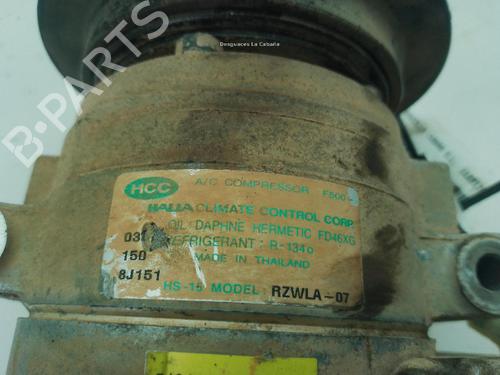 Desguaces La Cabaña
B-PARTS
HCC A/C COMPRESSOR F500
HALLA CLIMATE CONTROL CORP.
OIL: DAPHNE HERMETIC FD46XG
REFRIGERANT : R-134a
150 MADE IN THAILAND
8J151
HS-15 MODEL: RZWLA-07